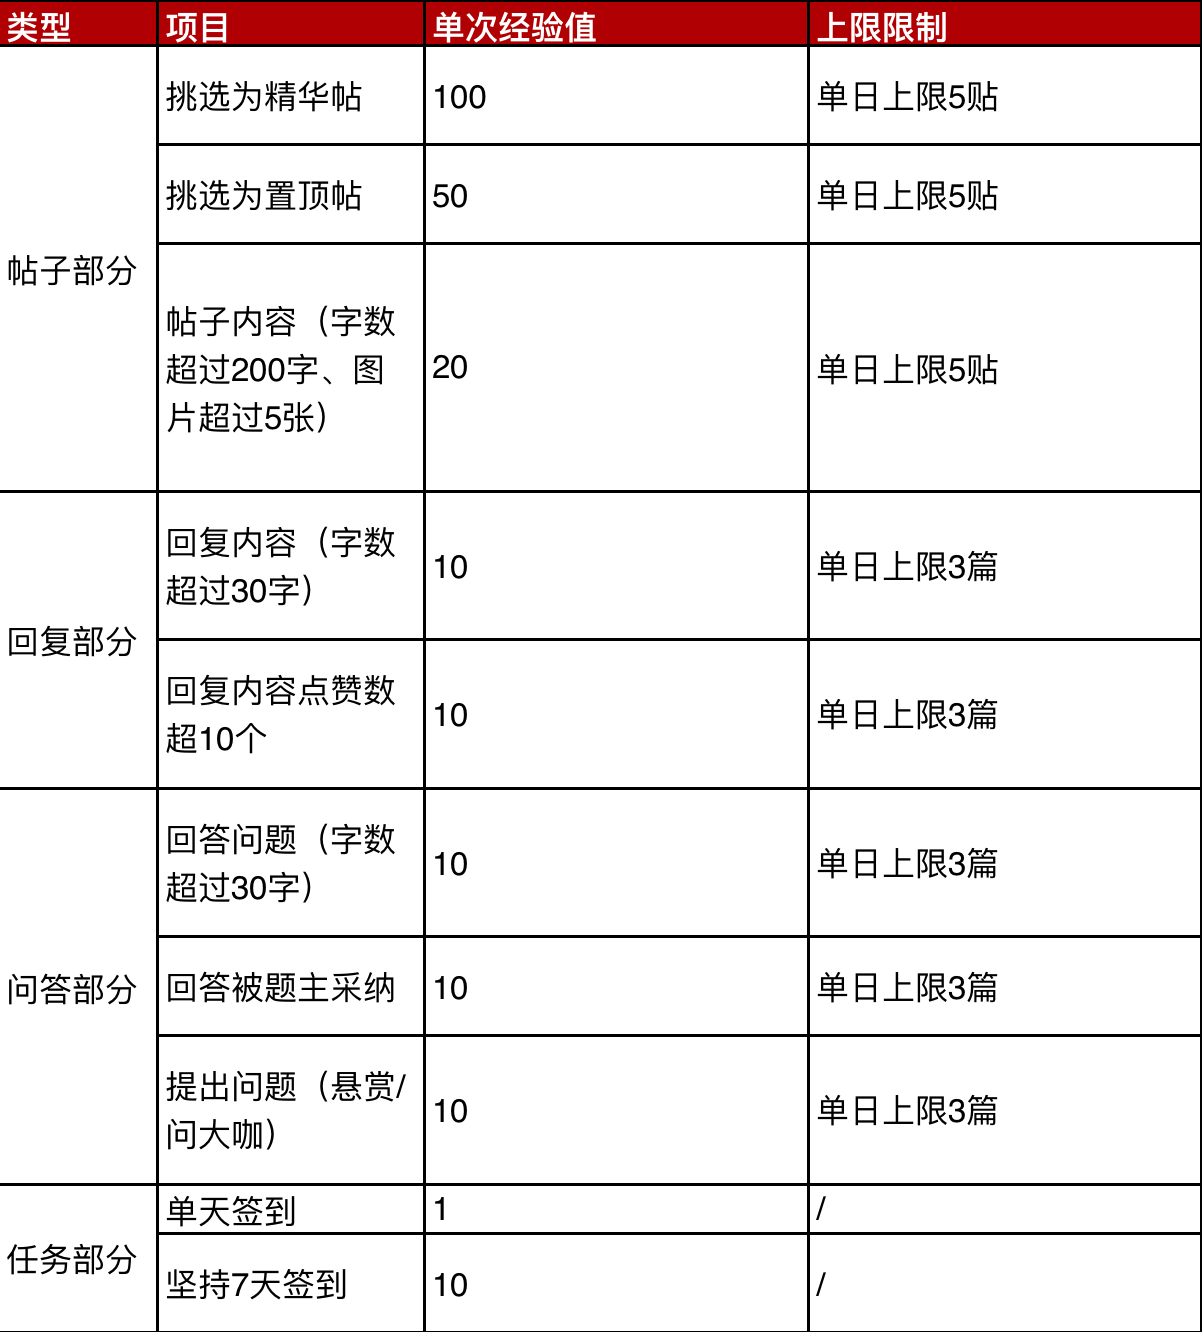 类型 项目 单次经验值 上限限制
帖子部分
挑选为精华帖 100 单日上限5贴
挑选为置顶帖 50 单日上限5贴
帖子内容（字数
超过200字、图
片超过5张）
20 单日上限5贴
回复部分
回复内容（字数
超过30字）
10 单日上限3篇
回复内容点赞数
超10个
10 单日上限3篇
问答部分
回答问题（字数
超过30字）
10 单日上限3篇
回答被题主采纳 10 单日上限3篇
提出问题（悬赏/
问大咖）
10 单日上限3篇
任务部分
单天签到 1 /
坚持7天签到 10 /